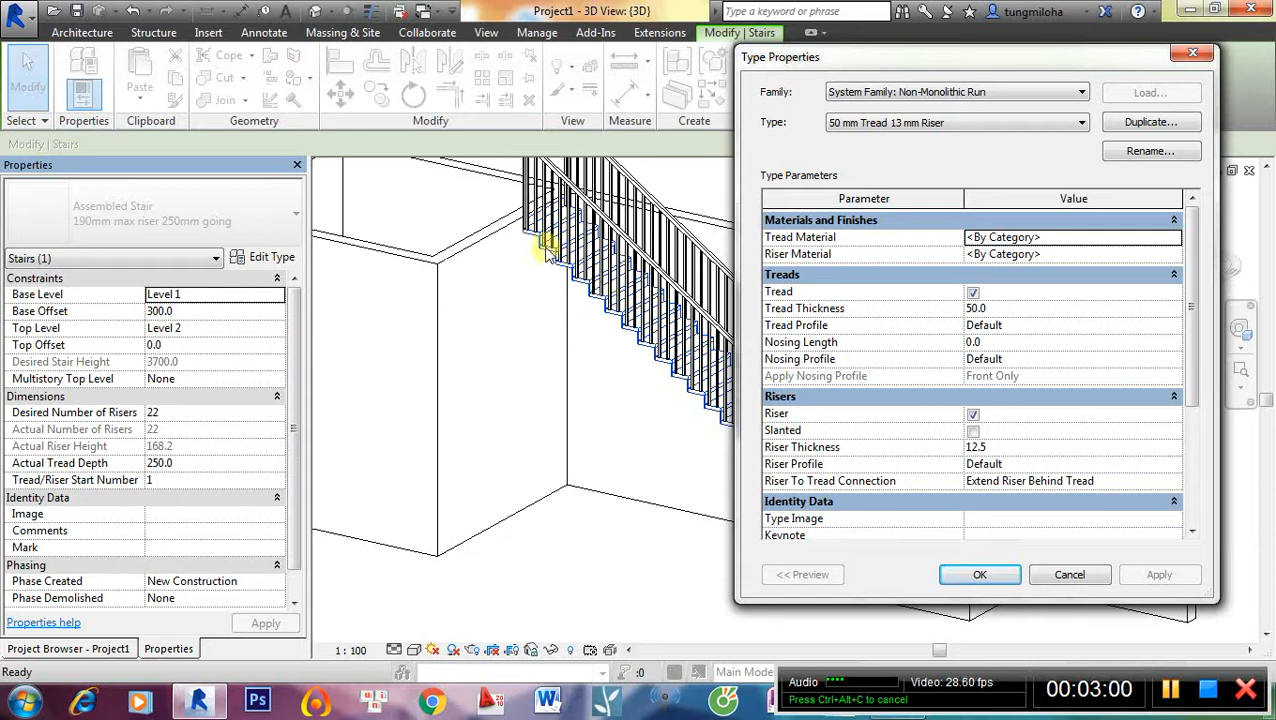 Project1 - 3D View: {3D}
Type a keyword or phrase
tungmiloha
Structure
Annotate
Analyze
Massing & Site
Collaborate
View
Manage
Add-Ins
Extensions
Modify | Stairs
Modify
Paste
Cope
Cut
Join
Select
Properties
Clipboard
Geometry
Modify
View
Measure
Create
Modify | Stairs
Properties
Assembled Stair
190mm max riser 250mm going
Stairs (1)
Edit Type
Constraints
Base Level Level 1
Base Offset 300.0
Top Level Level 2
Top Offset 0.0
Desired Stair Height 3700.0
Multistory Top Level None
Dimensions
Desired Number of Risers 22
Actual Number of Risers 22
Actual Riser Height 168.2
Actual Tread Depth 250.0
Tread/Riser Start Number 1
Identity Data
Image
Comments
Mark
Phasing
Phase Created New Construction
Phase Demolished None
Properties help
Apply
Project Browser - Project1
Properties
Type Properties
Family: System Family: Non-Monolithic Run
Load...
Type: 50 mm Tread 13 mm Riser
Duplicate...
Rename...
Type Parameters
Parameter Value
Materials and Finishes
Tread Material <By Category>
Riser Material <By Category>
Treads
Tread
Tread Thickness 50.0
Tread Profile Default
Nosing Length 0.0
Nosing Profile Default
Apply Nosing Profile Front Only
Risers
Riser
Slanted
Riser Thickness 12.5
Riser Profile Default
Riser To Tread Connection Extend Riser Behind Tread
Identity Data
Type Image
Keynote
<< Preview
OK
Cancel
Apply
1 : 100
Ready
:0
Main Mode
Audio
Video: 28.60 fps
Press Ctrl+Alt+C to cancel
00:03:00